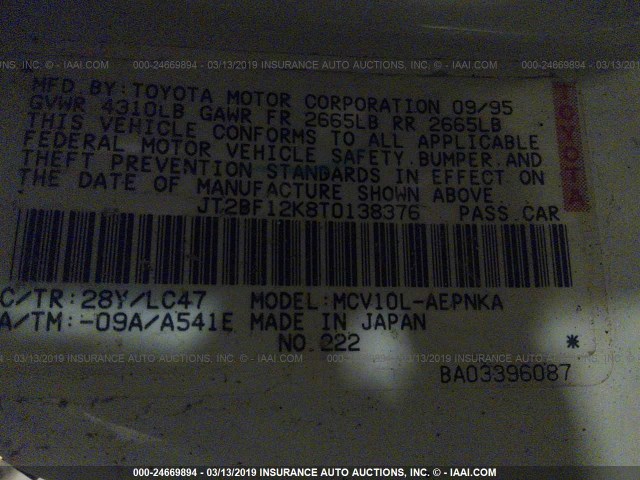 000-24669894 - 03/13/2019 INSURANCE AUTO AUCTIONS, INC. - © - IAAI.COM
MFD.BY:TOYOTA MOTOR CORPORATION 09/95
GVWR 4310LB GAWR FR 2665LB RR 2665LB
THIS VEHICLE CONFORMS TO ALL APPLICABLE
FEDERAL MOTOR VEHICLE SAFETY.BUMPER.AND
THEFT PREVENTION STANDARDS IN EFFECT ON
THE DATE OF MANUFACTURE SHOWN ABOVE
JT2BF12K8T0138376 PASS.CAR
TOYOTA
C/TR:28Y/LC47 MODEL:MCV10L-AEPNKA
A/TM:-09A/A541E MADE IN JAPAN
NO.222 *
000-24669894 - 03/13/2019 INSURANCE AUTO AUCTIONS, INC. - © - IAAI.COM
BA03396087
000-24669894 - 03/13/2019 INSURANCE AUTO AUCTIONS, INC. - © - IAAI.COM